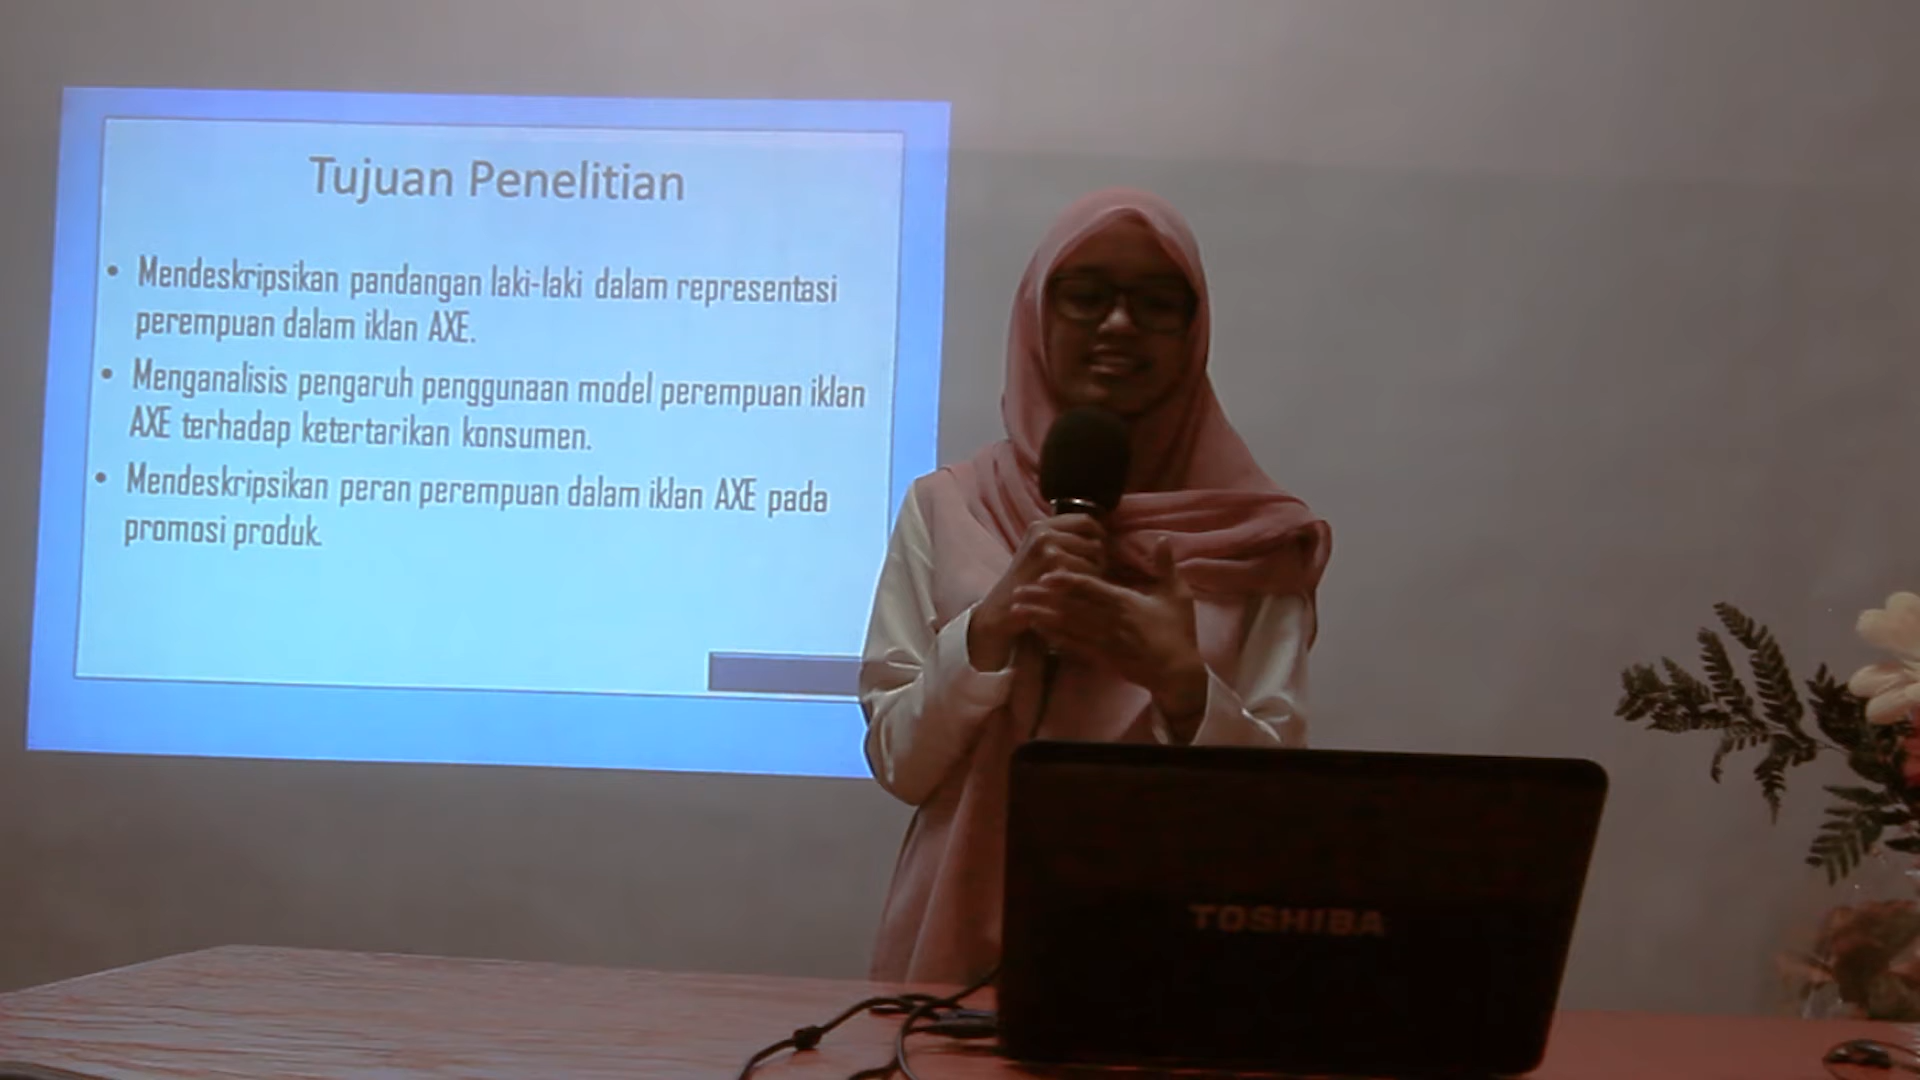 Tujuan Penelitian
• Mendeskripsikan pandangan laki-laki dalam representasi
perempuan dalam iklan AXE.
• Menganalisis pengaruh penggunaan model perempuan iklan
AXE terhadap ketertarikan konsumen.
• Mendeskripsikan peran perempuan dalam iklan AXE pada
promosi produk.
TOSHIBA